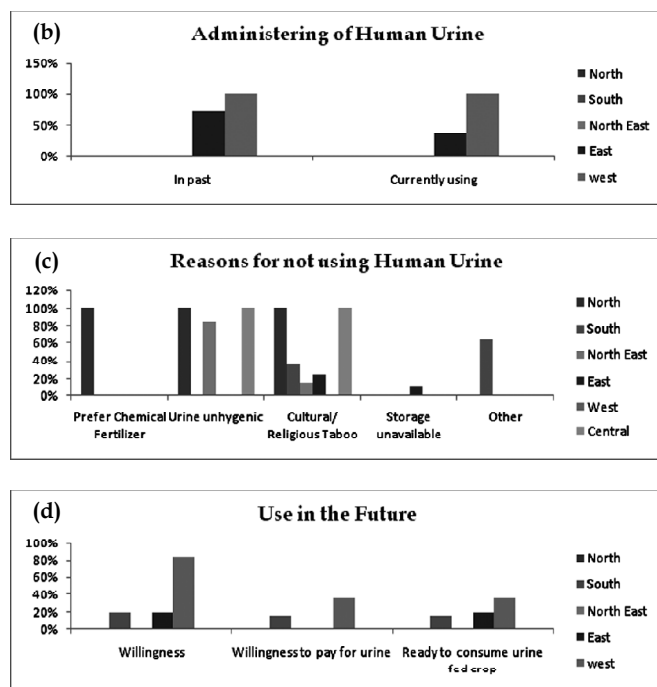 (b)
Administering of Human Urine
150%
100%
50%
0%
In past
Currently using
North
South
North East
East
west
(c)
Reasons for not using Human Urine
120%
100%
80%
60%
40%
20%
0%
Prefer Chemical
Fertilizer
Urine unhygenic
Cultural/
Religious Taboo
Storage
unavailable
Other
North
South
North East
East
West
Central
(d)
Use in the Future
100%
80%
60%
40%
20%
0%
Willingness
Willingness to pay for urine
Ready to consume urine
fed crop
North
South
North East
East
west